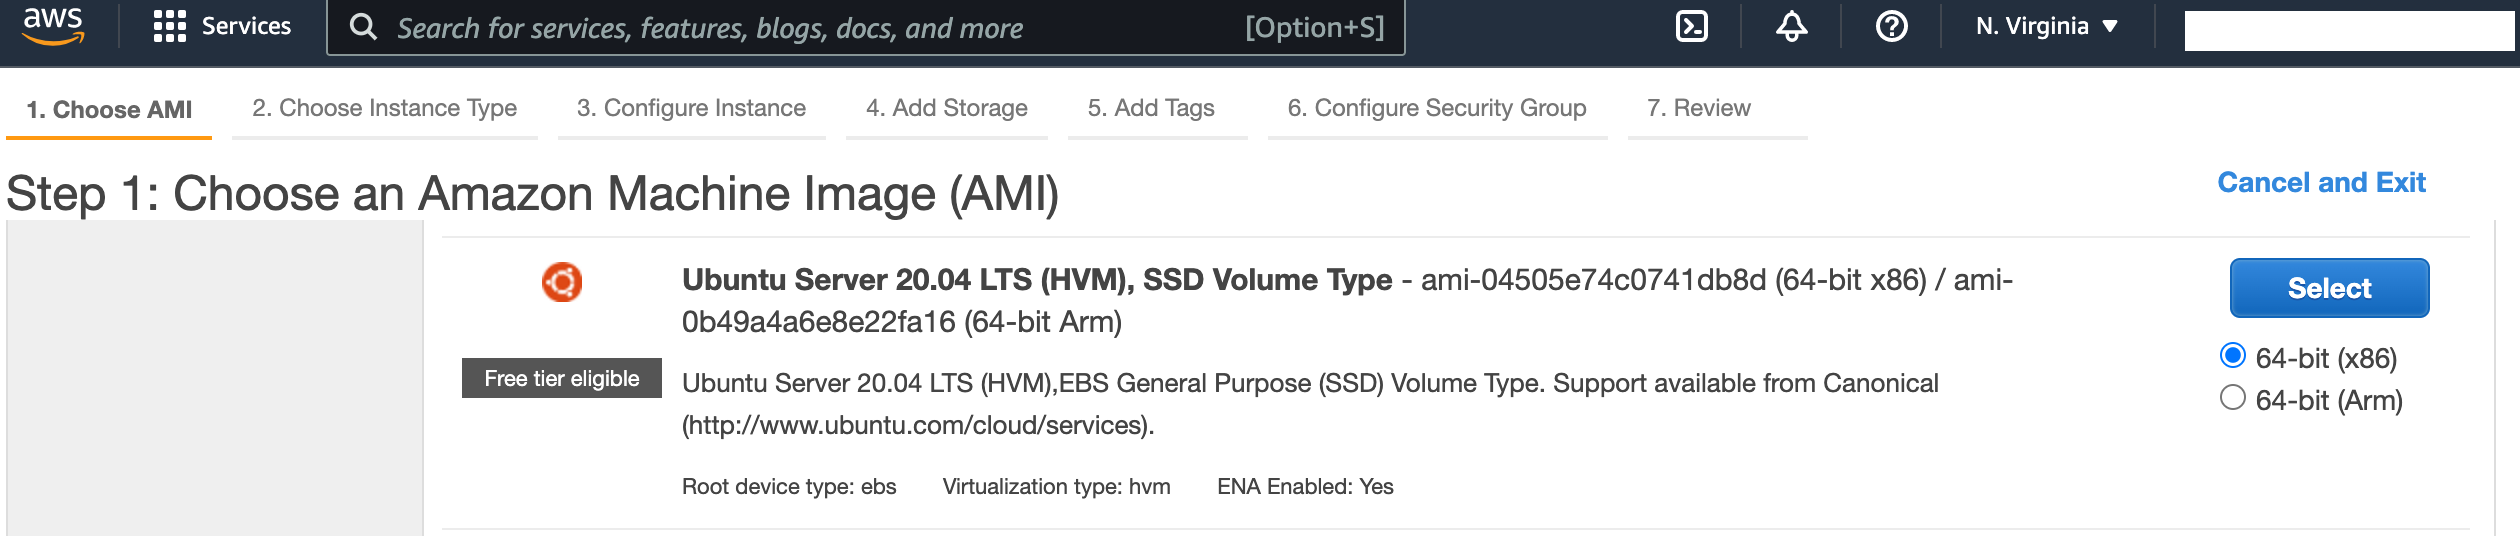 aws
Services
Search for services, features, blogs, docs, and more
[Option+S]
N. Virginia
1. Choose AMI
2. Choose Instance Type
3. Configure Instance
4. Add Storage
5. Add Tags
6. Configure Security Group
7. Review
Step 1: Choose an Amazon Machine Image (AMI)
Cancel and Exit
Ubuntu Server 20.04 LTS (HVM), SSD Volume Type - ami-04505e74c0741db8d (64-bit x86) / ami-
0b49a4a6e8e22fa16 (64-bit Arm)
Free tier eligible
Ubuntu Server 20.04 LTS (HVM),EBS General Purpose (SSD) Volume Type. Support available from Canonical
(http://www.ubuntu.com/cloud/services).
Root device type: ebs
Virtualization type: hvm
ENA Enabled: Yes
Select
64-bit (x86)
64-bit (Arm)